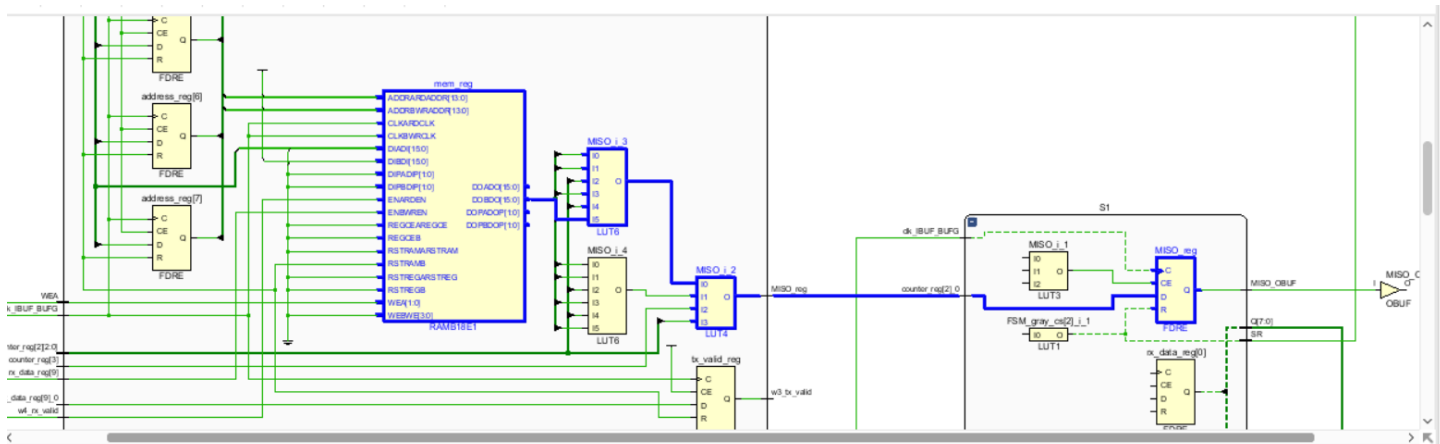 C
CE
D
R
Q
FDRE
address_reg[6]
C
CE
D
R
Q
FDRE
address_reg[7]
C
CE
D
R
Q
FDRE
WEA
k_IBUF_BUFG
counter_reg[3]
rx_data_reg[9]
_data_reg[9]_0
w4_rx_valid
mem_reg
ADDRARDADDR[13:0]
ADDRBWRADDR[13:0]
CLKARDCLK
CLKBWRCLK
DIADI[15:0]
DIBDI[15:0]
DIPADIP[1:0]
DIPBDIP[1:0]
ENARDEN
ENBWREN
REGCEAREGCE
REGCEB
RSTRAMARSTRAM
RSTRAMB
RSTREGARSTREG
RSTREGB
WEA[1:0]
WEBWE[3:0]
DOADO[15:0]
DOBDO[15:0]
DOPADOP[1:0]
DOPBDOP[1:0]
RAMB18E1
MISO_i_3
I0
I1
I2
I3
I4
I5
O
LUT6
MISO_i_4
I0
I1
I2
I3
I4
I5
O
LUT6
MISO_i_2
I0
I1
I2
I3
O
LUT4
tx_valid_reg
C
CE
D
R
Q
MISO_reg
w3_tx_valid
S1
clk_IBUF_BUFG
counter_reg[2]_0
MISO_i_1
I0
I1
I2
O
LUT3
FSM_gray_cs[2]_i_1
I0
O
LUT1
MISO_reg
C
CE
D
R
Q
FDRE
rx_data_reg[0]
C
CE
D
R
Q
MISO_OBUF
Q[7:0]
SR
I
O
OBUF